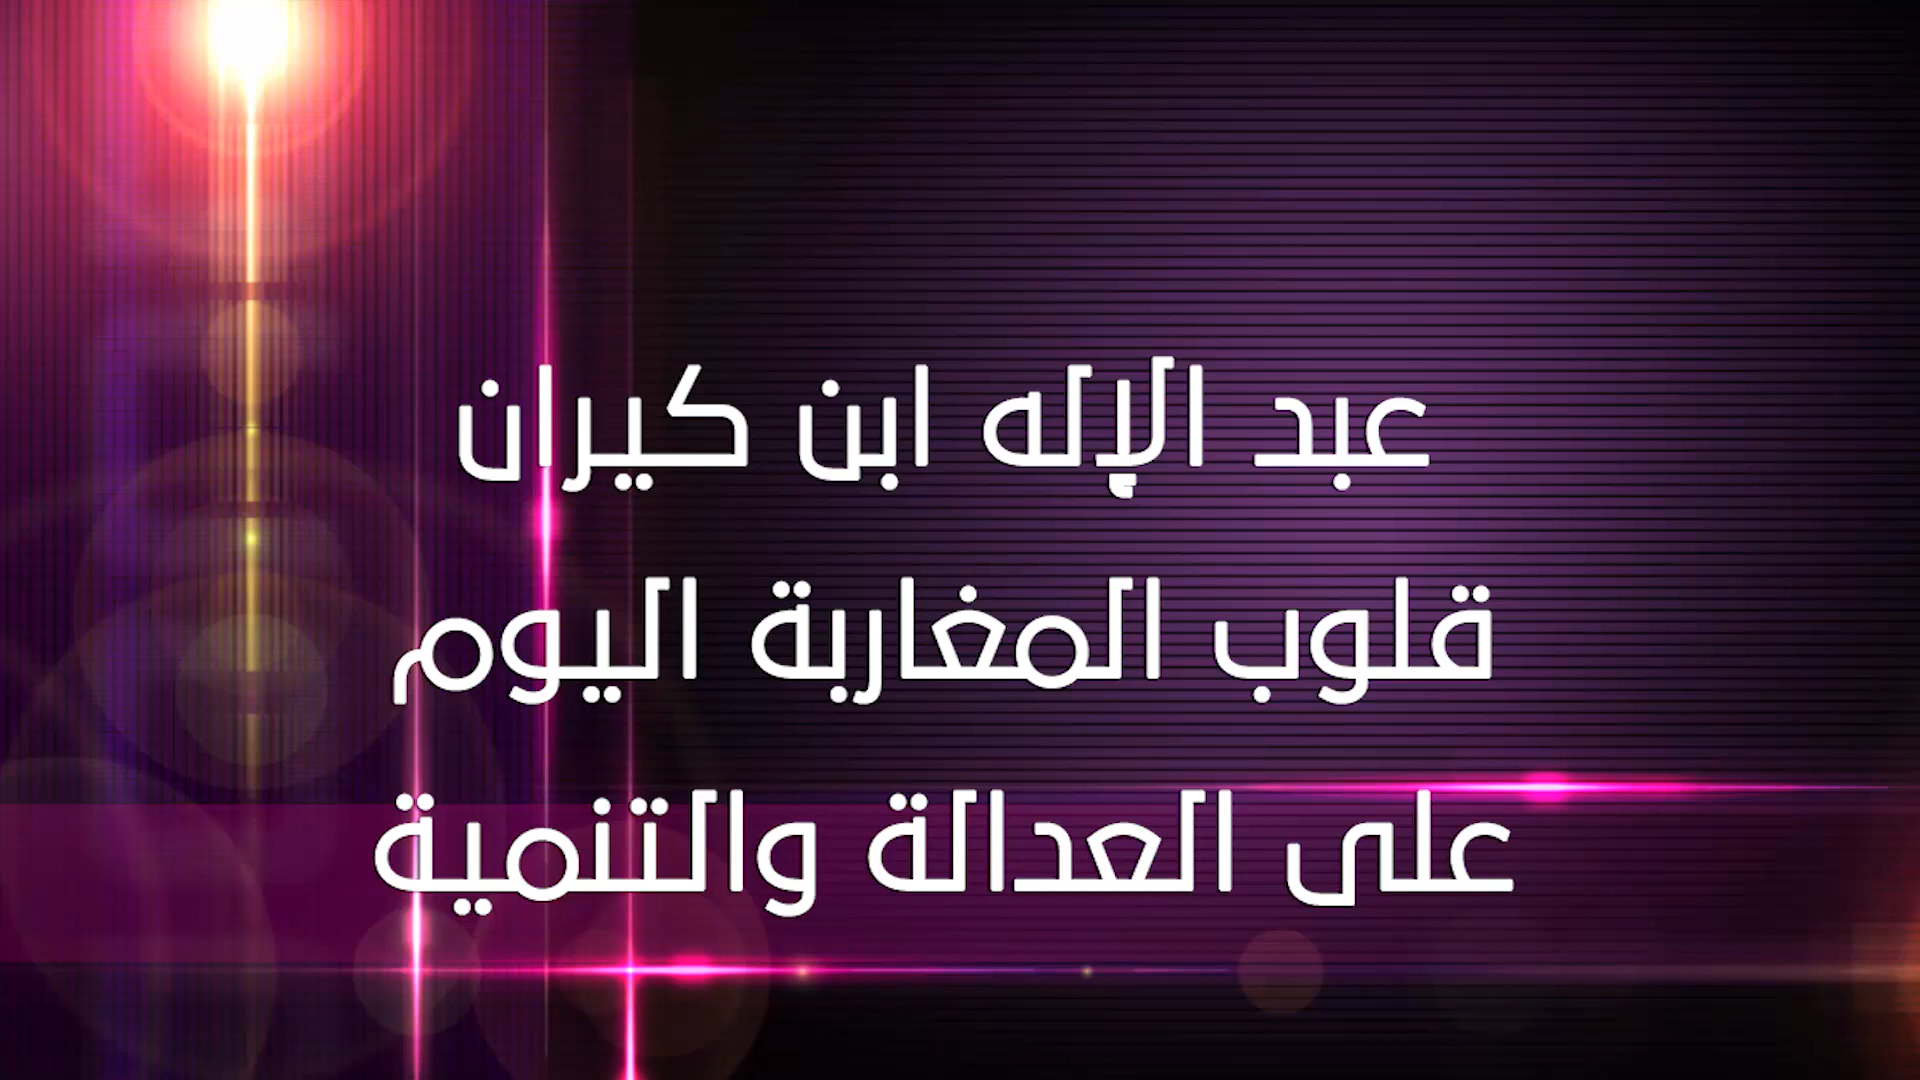 عبد الإله ابن كيران
قلوب المغاربة اليوم
على العدالة والتنمية